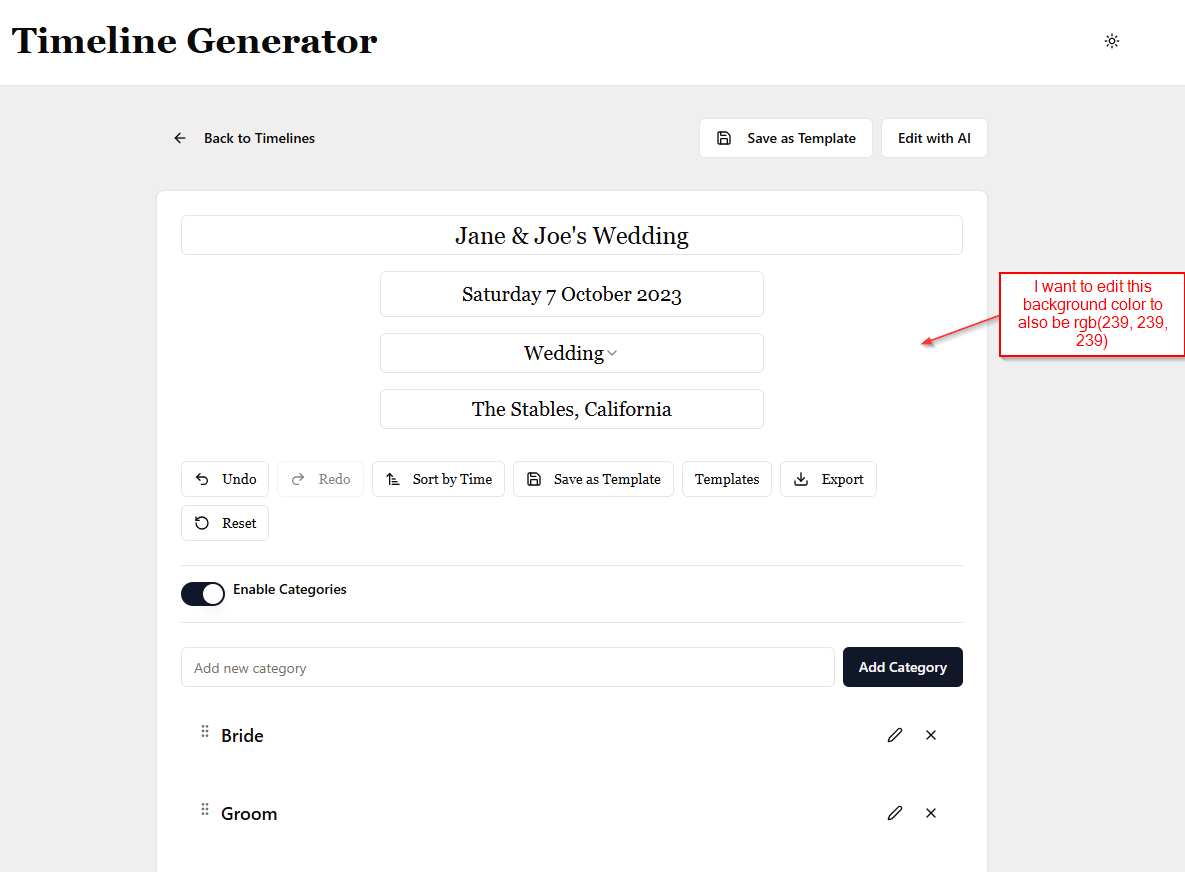 Timeline Generator
Back to Timelines
Save as Template
Edit with AI
Jane & Joe's Wedding
Saturday 7 October 2023
I want to edit this
background color to
also be rgb(239, 239,
239)
Wedding
The Stables, California
Undo
Redo
Sort by Time
Save as Template
Templates
Export
Reset
Enable Categories
Add new category
Add Category
Bride
Groom